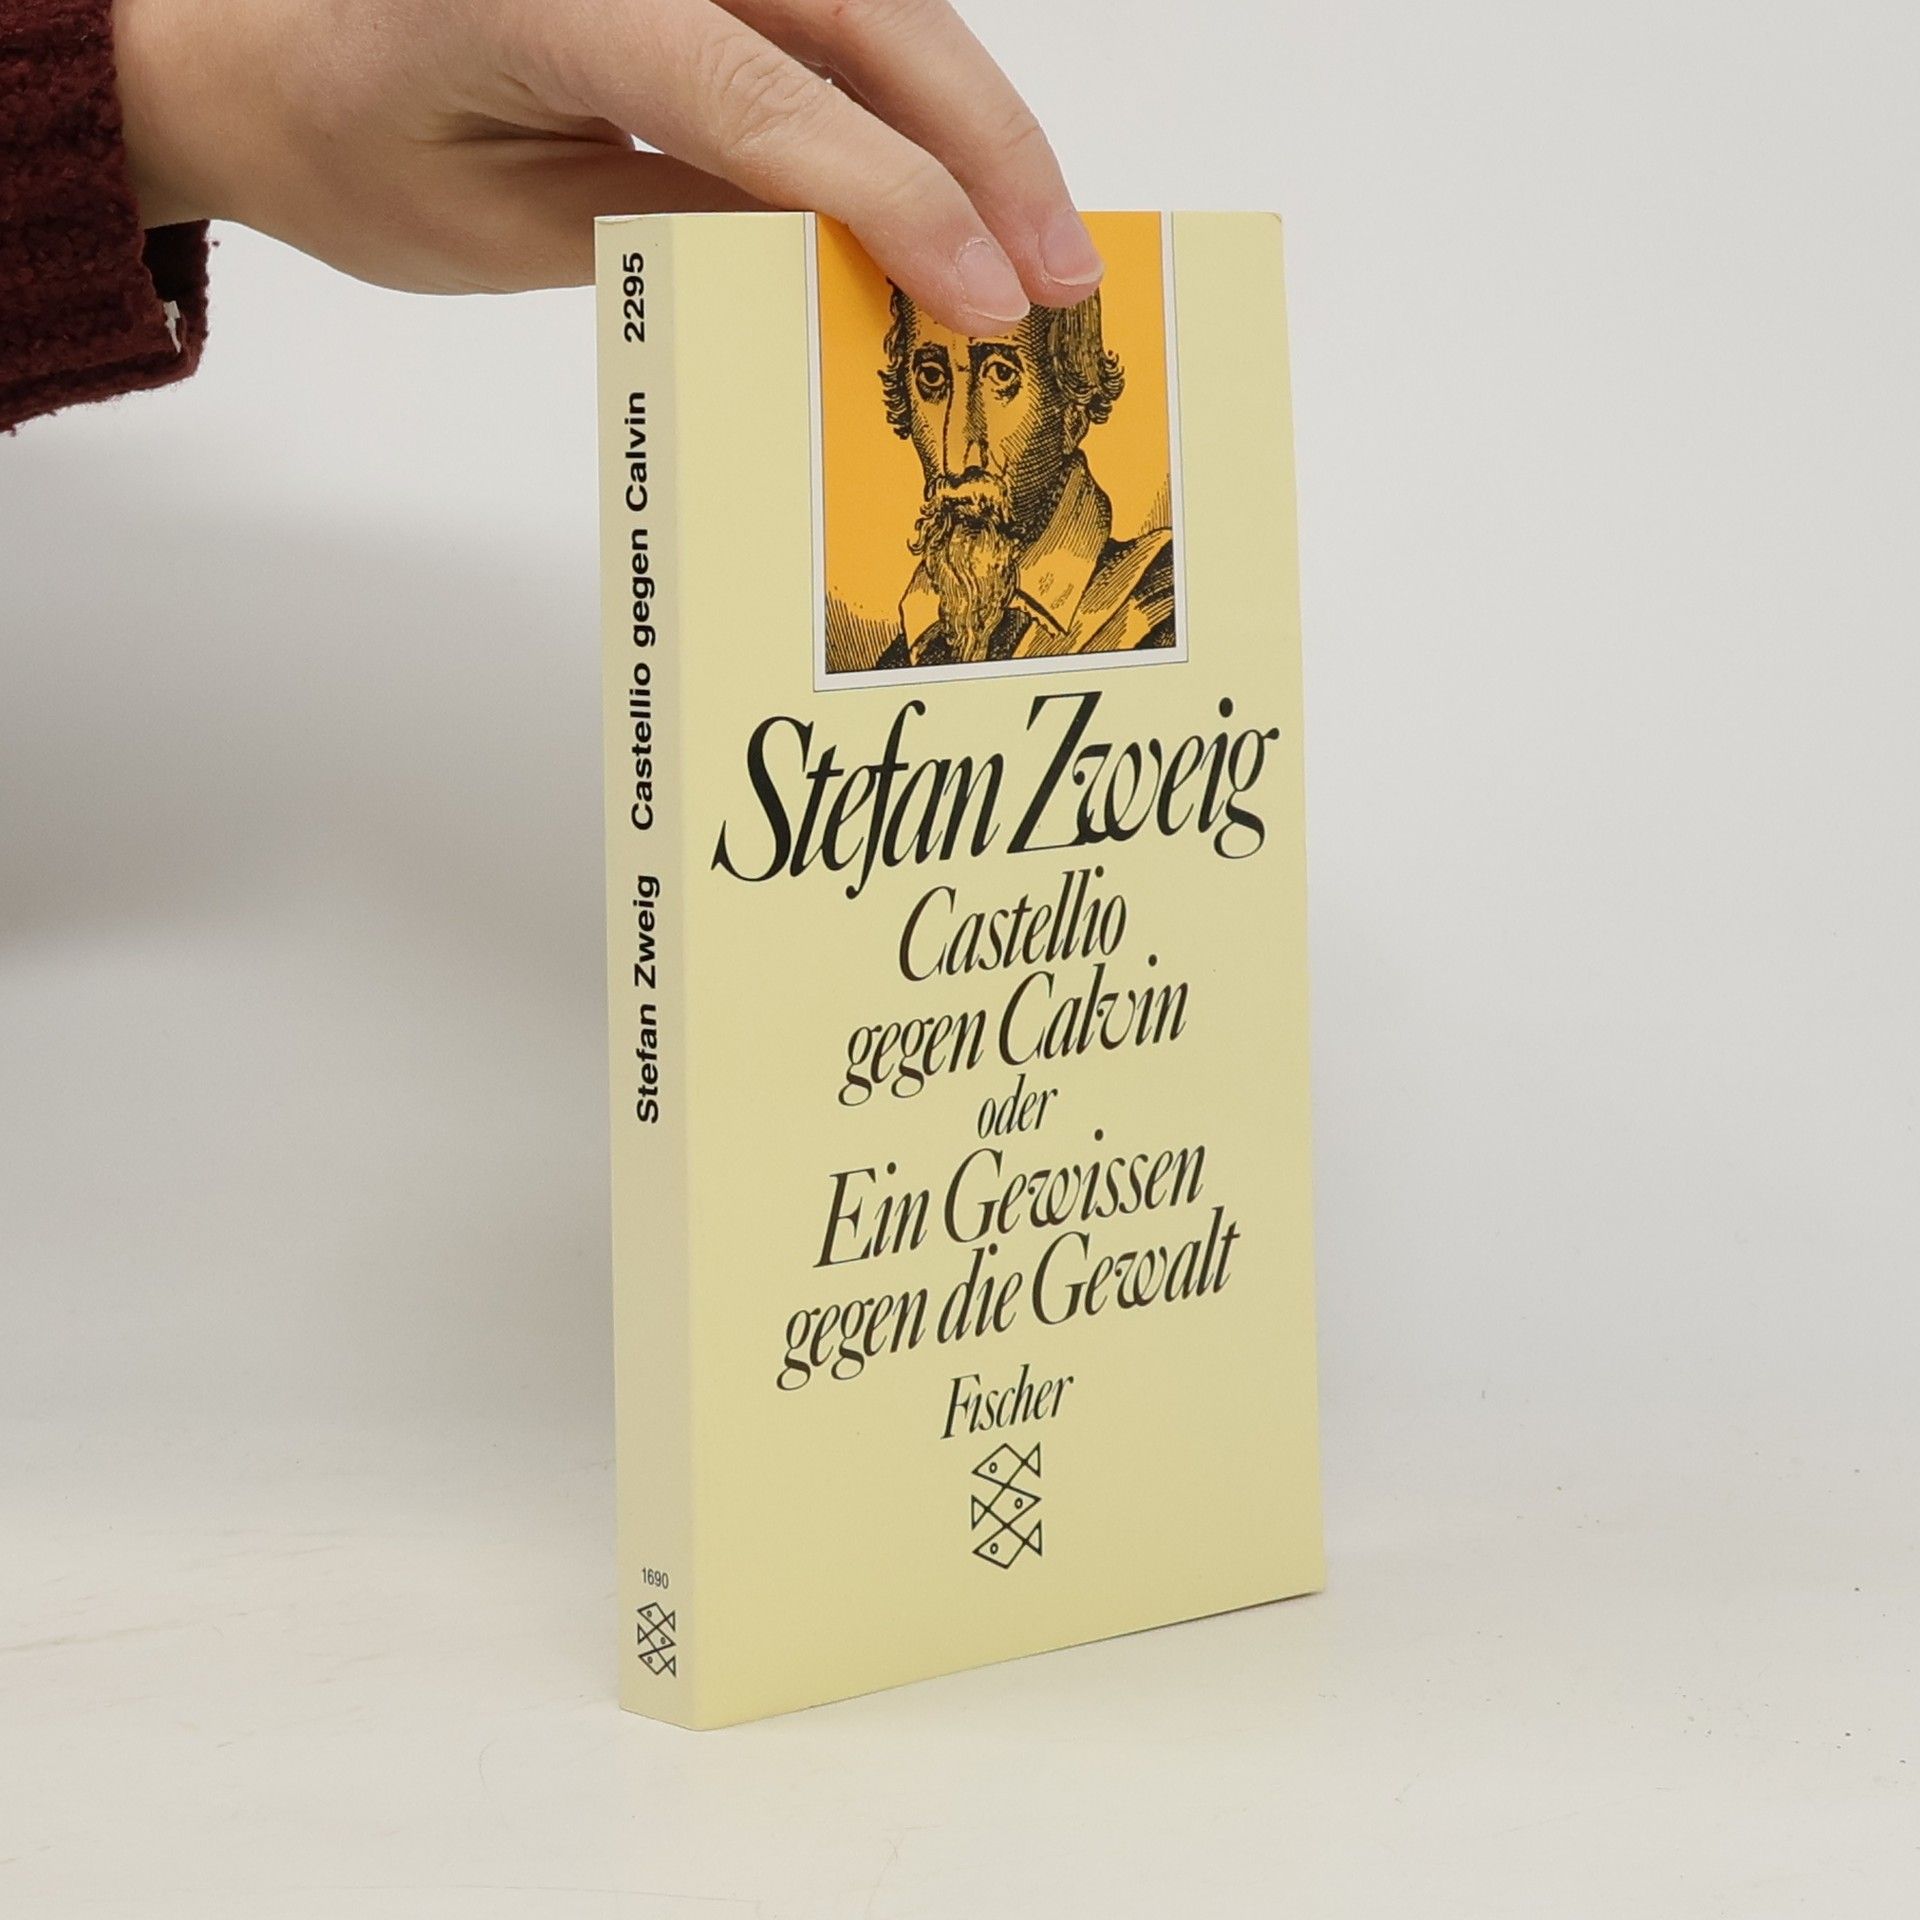 Stefan Zweig Castellio gegen Calvin 2295
1690
Stefan Zweig
Castellio
gegen Calvin
oder
Ein Gewissen
gegen die Gewalt
Fischer